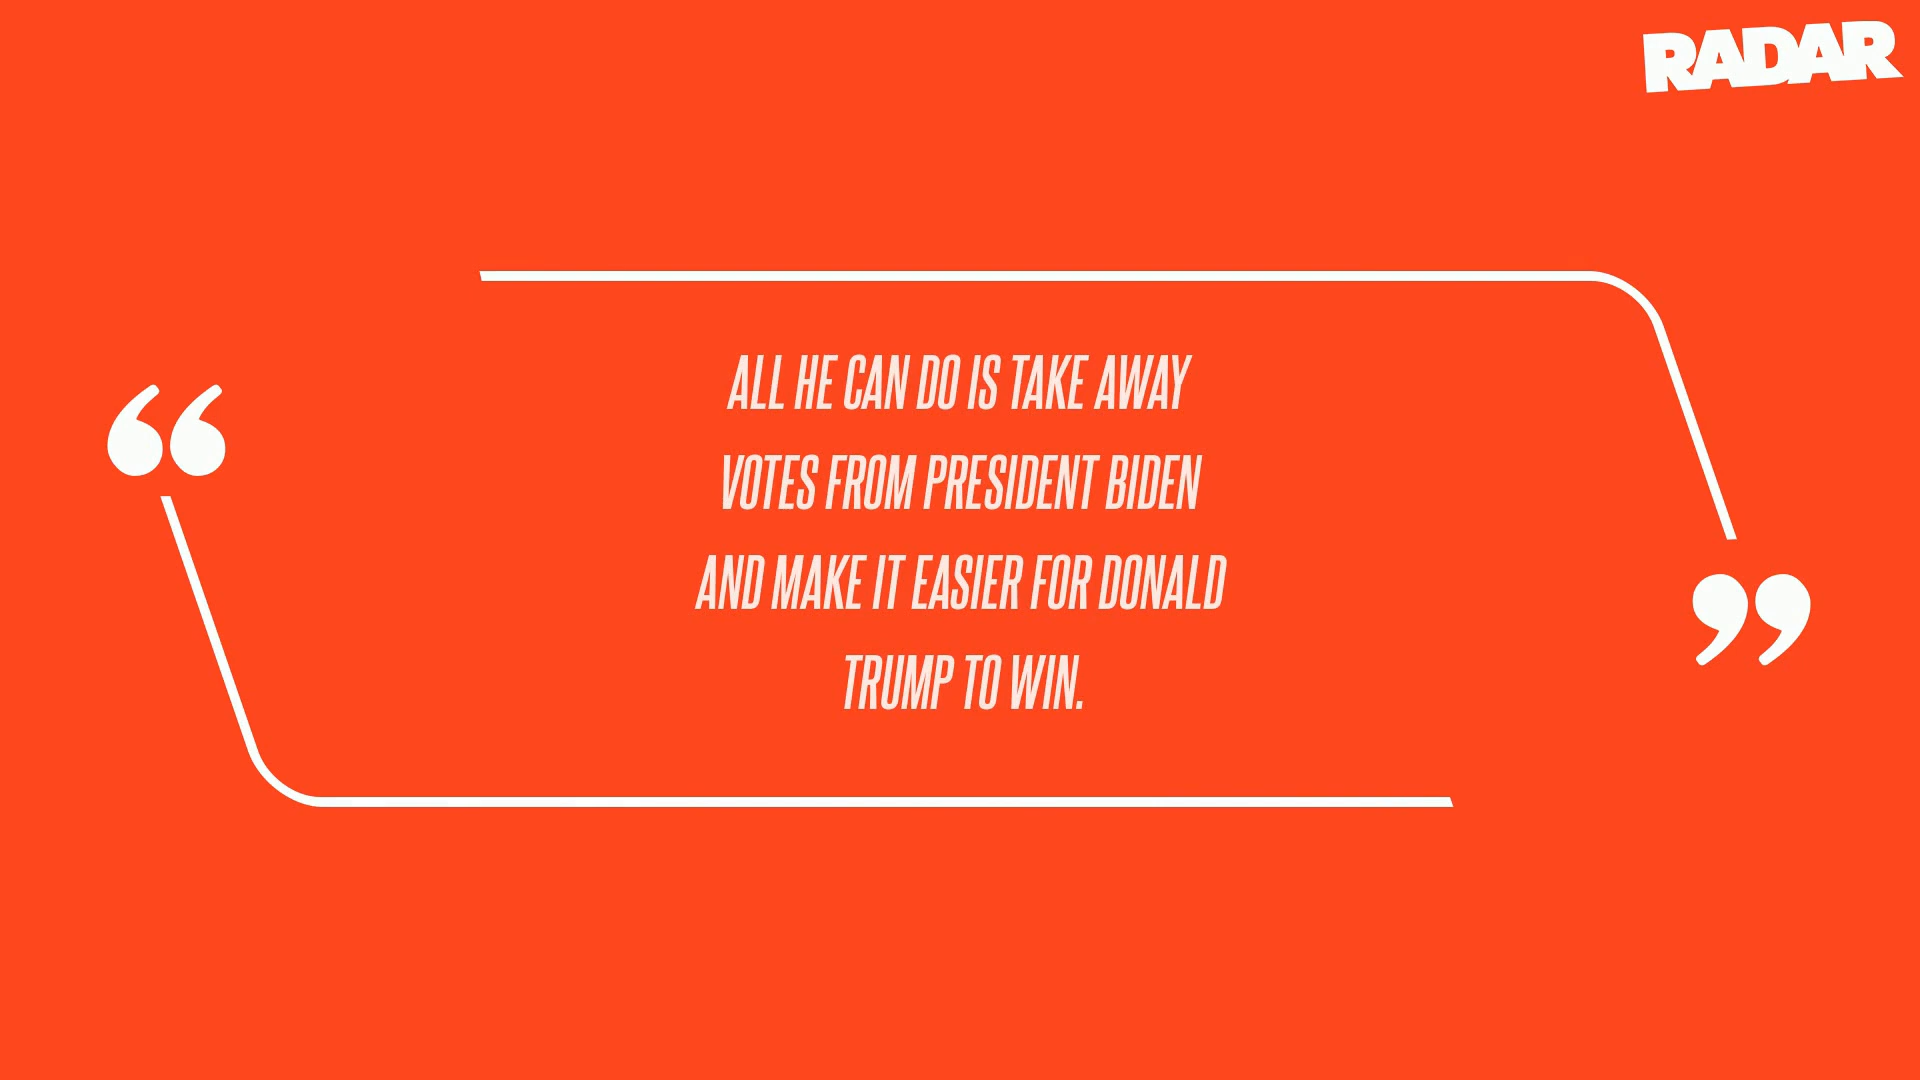 RADAR
“
ALL HE CAN DO IS TAKE AWAY
VOTES FROM PRESIDENT BIDEN
AND MAKE IT EASIER FOR DONALD
TRUMP TO WIN.
”